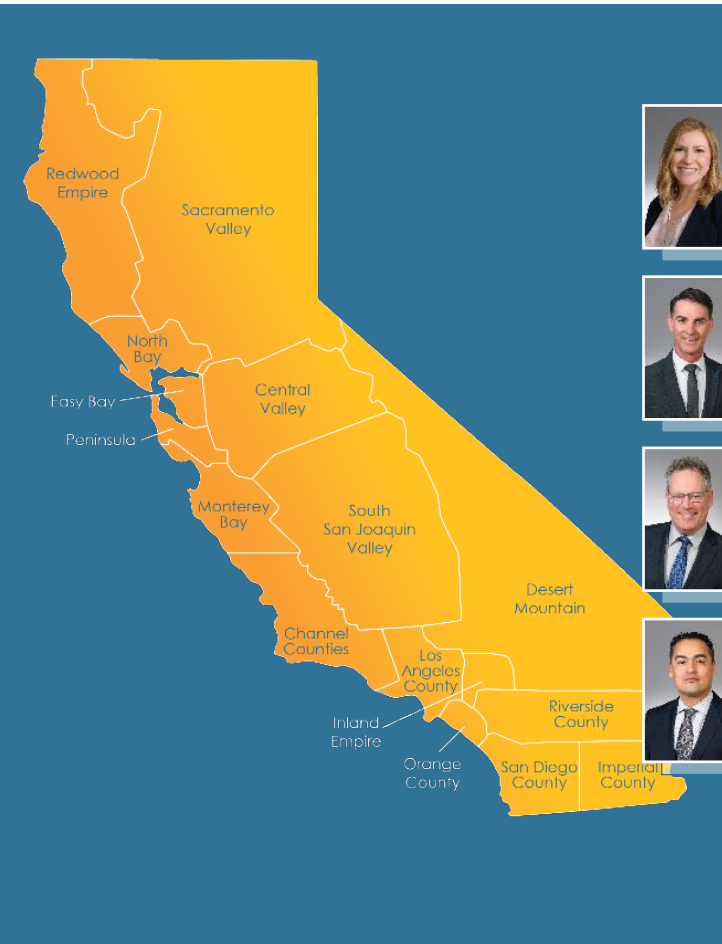 Redwood
Empire
Sacramento
Valley
North
Bay
Easy Bay
Central
Valley
Peninsula
Monterey
Bay
South
San Joaquin
Valley
Desert
Mountain
Channel
Counties
Los
Angeles
County
Inland
Empire
Riverside
County
Orange
County
San Diego
County
Imperial
County